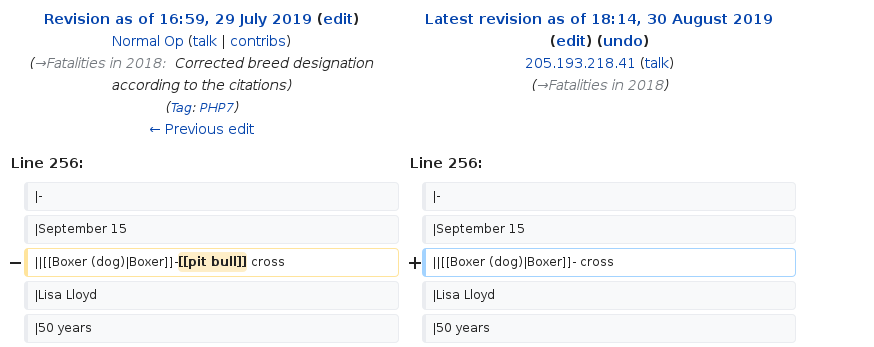 Revision as of 16:59, 29 July 2019 (edit)
Normal Op (talk | contribs)
(→Fatalities in 2018: Corrected breed designation
according to the citations)
(Tag: PHP7)
← Previous edit
Latest revision as of 18:14, 30 August 2019
(edit) (undo)
205.193.218.41 (talk)
(→Fatalities in 2018)
Line 256:
Line 256:
|-
|-
|September 15
|September 15
− ||[[Boxer (dog)|Boxer]]-[[pit bull]] cross
+ ||[[Boxer (dog)|Boxer]]- cross
|Lisa Lloyd
|Lisa Lloyd
|50 years
|50 years